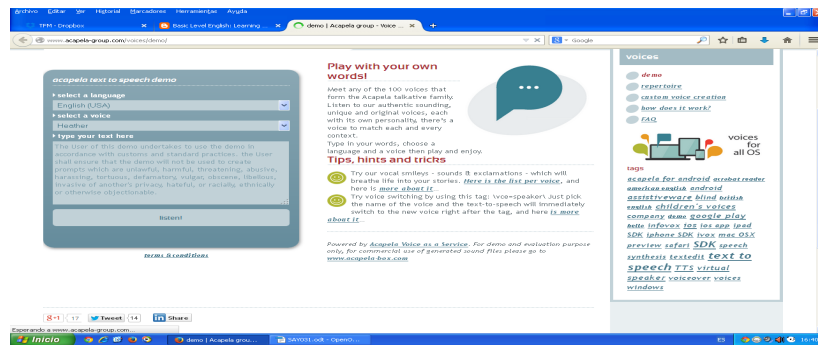 Archivo Editar Ver Historial Marcadores Herramientas Ayuda
TFM - Dropbox
Basic Level English: Learning ...
demo | Acapela group - Voice ...
www.acapela-group.com/voices/demo/
Google
acapela text to speech demo
select a language
English (USA)
select a voice
Heather
type your text here
The User of this demo undertakes to use the demo in
accordance with customs and standard practices. the User
shall ensure that the demo will not be used to create
prompts which are unlawful, harmful, threatening, abusive,
harassing, tortuous, defamatory, vulgar, obscene, libellous,
invasive of another's privacy, hateful, or racially, ethnically
or otherwise objectionable.
listen!
terms & conditions
Play with your own
words!
Meet any of the 100 voices that
form the Acapela talkative family.
Listen to our authentic sounding,
unique and original voices, each
with its own personality, there's a
voice to match each and every
context.
Type in your words, choose a
language and a voice then play and enjoy.
Tips, hints and tricks
Try our vocal smileys - sounds & exclamations - which will
breathe life into your stories. Here is the list per voice, and
here is more about it...
Try voice switching by using this tag: \vce=speaker\ Just pick
the name of the voice and the text-to-speech will immediately
switch to the new voice right after the tag, and here is more
about it...
Powered by Acapela Voice as a Service. For demo and evaluation purpose
only, for commercial use of generated sound files please go to
www.acapela-box.com
voices
demo
repertoire
custom voice creation
how does it work?
FAQ
voices
for
all OS
tags
acapela for android acrobat reader
american english android
assistiveware blind british
english children's voices
company demo google play
hello infovox ios ios app ipad
SDK iphone SDK ivox mac OSX
preview safari SDK speech
synthesis textedit text to
speech TTS virtual
speaker voiceover voices
windows
g+1 17 Tweet 14 in Share
Esperando a www.acapela-group.com...
Inicio
demo | Acapela grou...
SAY031.odt - OpenO...
ES
16:40